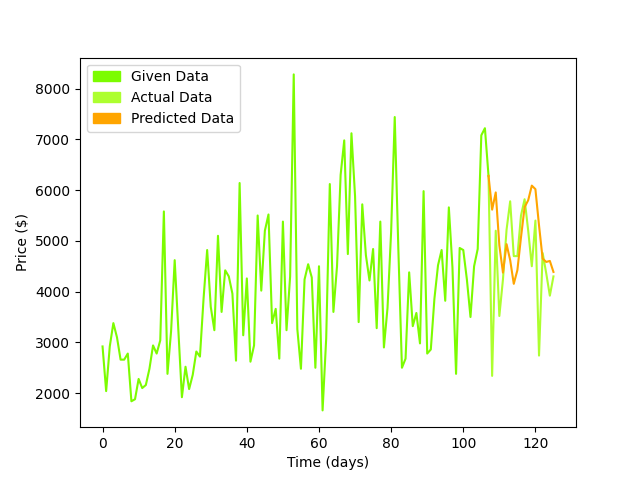 Given Data
Actual Data
Predicted Data
8000
7000
6000
5000
4000
3000
2000
Price ($)
0 20 40 60 80 100 120
Time (days)